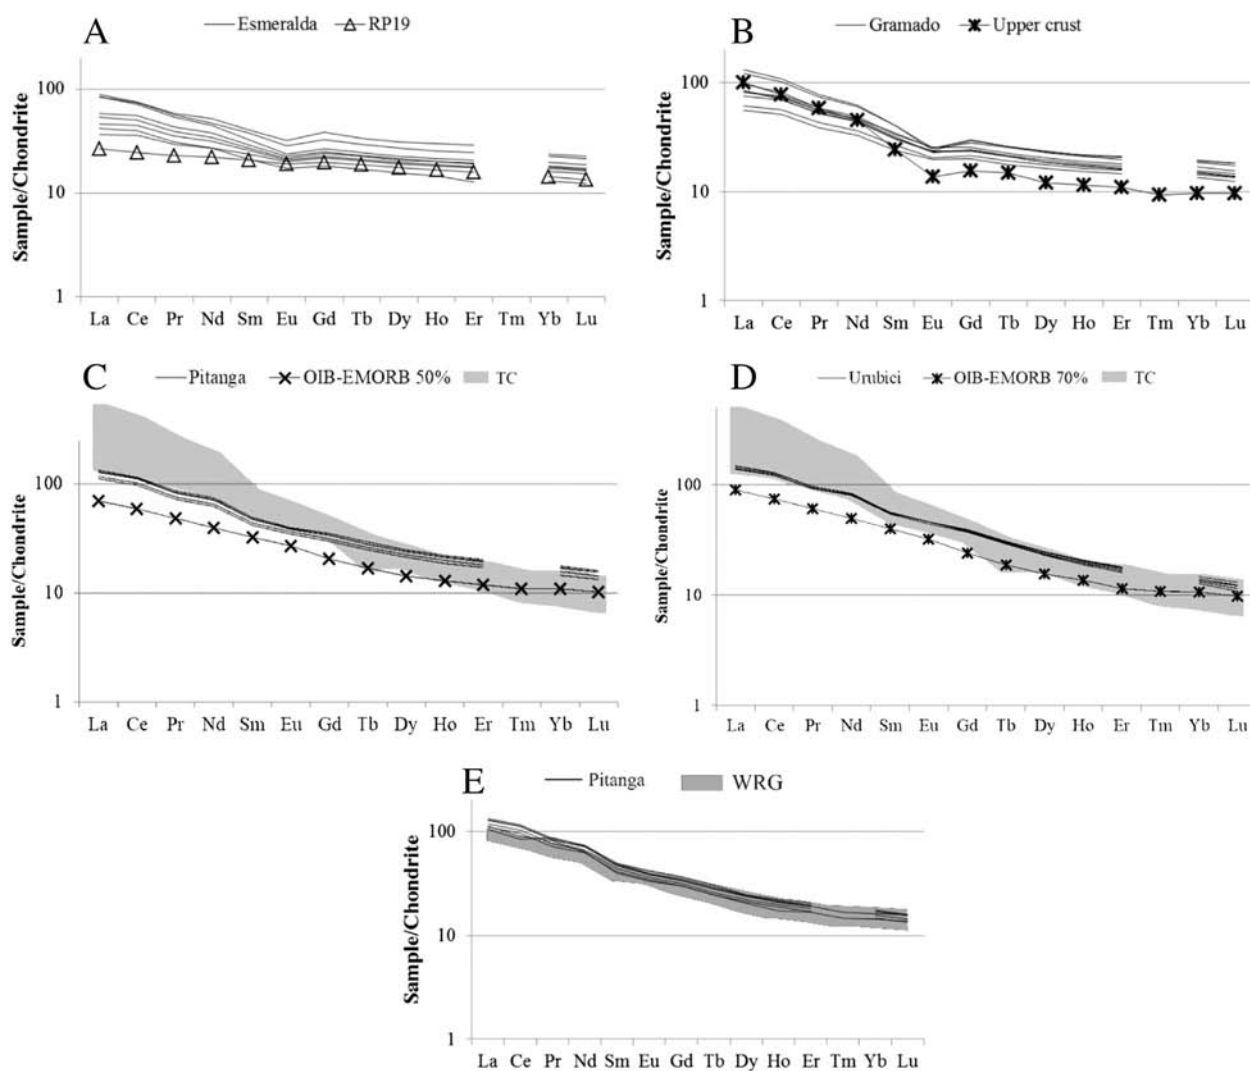 A
Esmeralda RP19
Sample/Chondrite
100
10
1
La Ce Pr Nd Sm Eu Gd Tb Dy Ho Er Tm Yb Lu
B
Gramado Upper crust
Sample/Chondrite
100
10
1
La Ce Pr Nd Sm Eu Gd Tb Dy Ho Er Tm Yb Lu
C
Pitanga OIB-EMORB 50% TC
Sample/Chondrite
100
10
1
La Ce Pr Nd Sm Eu Gd Tb Dy Ho Er Tm Yb Lu
D
Urubici OIB-EMORB 70% TC
Sample/Chondrite
100
10
1
La Ce Pr Nd Sm Eu Gd Tb Dy Ho Er Tm Yb Lu
E
Pitanga WRG
Sample/Chondrite
100
10
1
La Ce Pr Nd Sm Eu Gd Tb Dy Ho Er Tm Yb Lu